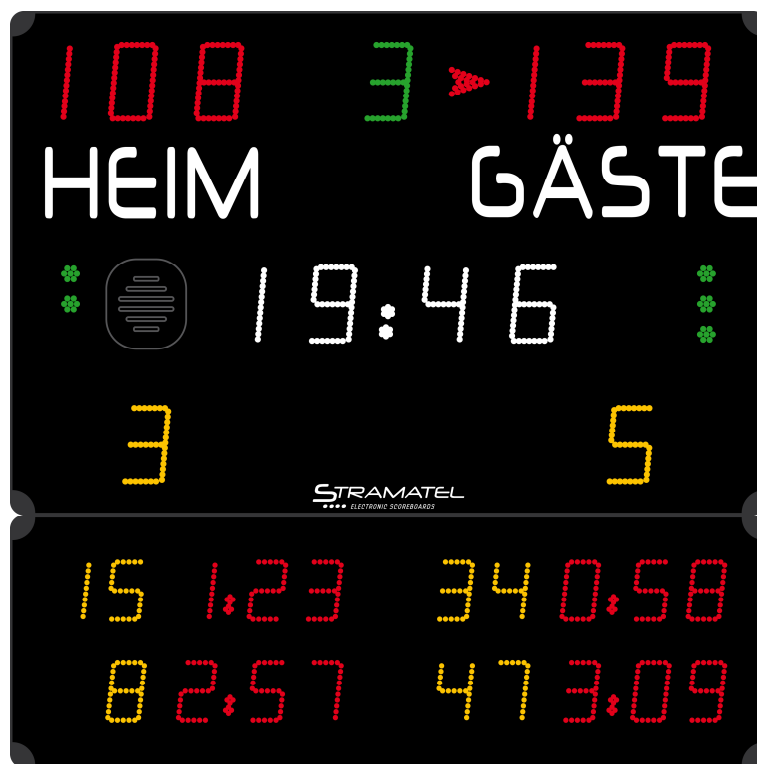 108 3 139
HEIM GÄSTE
19:46
3 5
STRAMATEL
ELECTRONIC SCOREBOARDS
15 1:23 34 0:58
8 2:57 47 3:09